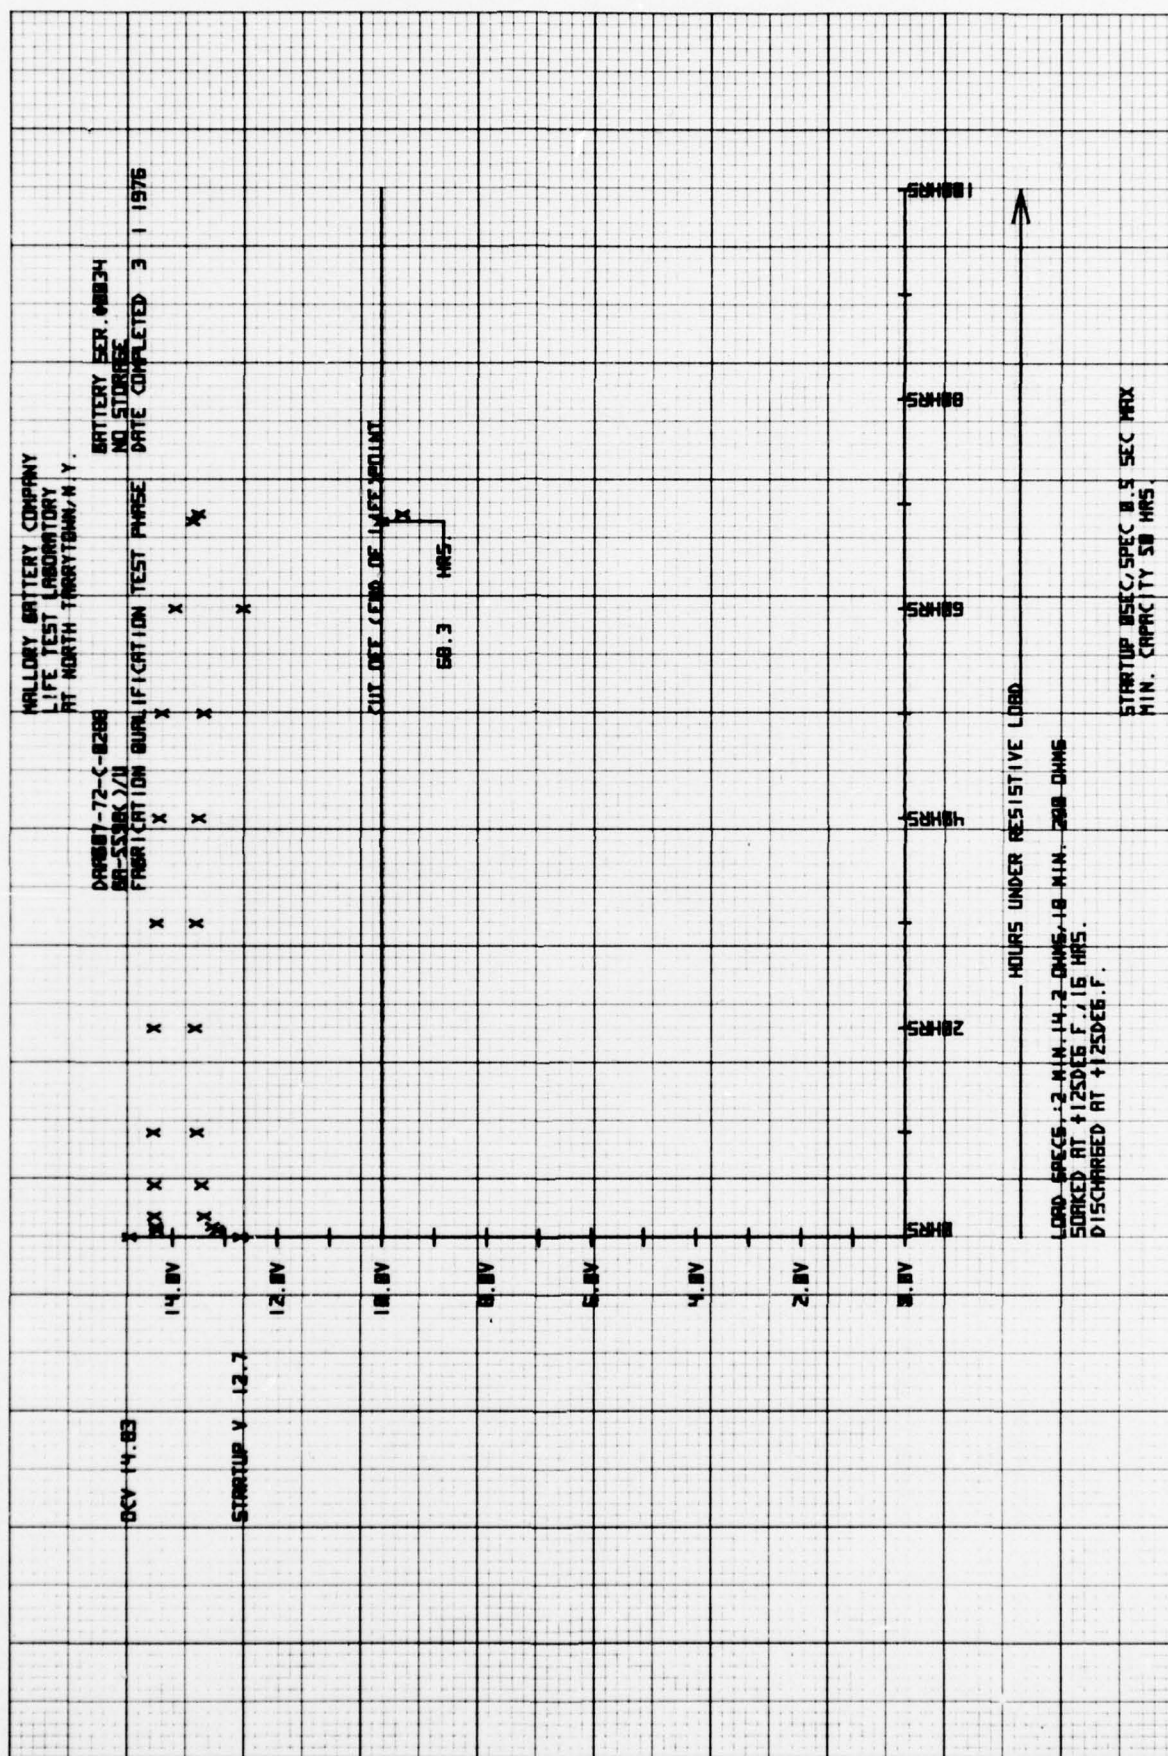 MALLORY BATTERY COMPANY
LIFE TEST LABORATORY
AT NORTH TARRYTOWN/N.Y.
BATTERY SER.00034
BA-5598( )/U NO STORAGE
FABRICATION QUALIFICATION TEST PHASE DATE COMPLETED 3 1 1976
OCV 14.83
STARTUP V 12.7
14.0V
12.0V
10.0V
8.0V
6.0V
4.0V
2.0V
0.0V
CUT OFF (END OF LIFE)POINT
68.3 HRS.
0HRS
20HRS
40HRS
60HRS
80HRS
100HRS
HOURS UNDER RESISTIVE LOAD
LOAD SPECS.:2 MIN.14.2 OHMS/18 MIN. 200 OHMS
SOAKED AT +125DEG F./16 HRS.
DISCHARGED AT +125DEG.F.
STARTUP 0SEC/SPEC 0.5 SEC MAX
MIN. CAPACITY 50 HRS.